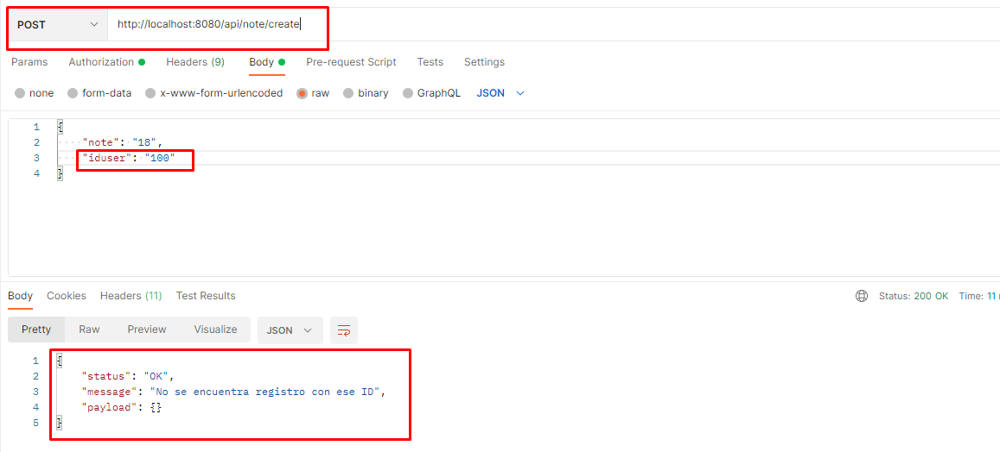 POST http://localhost:8080/api/note/create
Params Authorization Headers (9) Body Pre-request Script Tests Settings
none form-data x-www-form-urlencoded raw binary GraphQL JSON
1 {
2 "note": "18",
3 "iduser": "100"
4 }
Body Cookies Headers (11) Test Results Status: 200 OK Time: 11
Pretty Raw Preview Visualize JSON
1 {
2 "status": "OK",
3 "message": "No se encuentra registro con ese ID",
4 "payload": {}
5 }